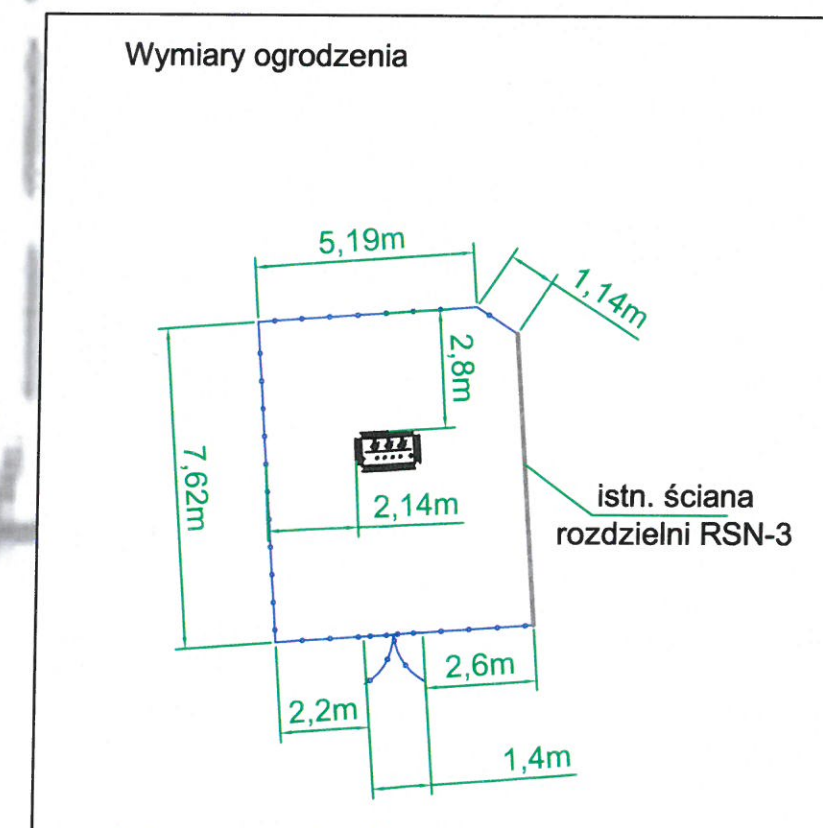 Wymiary ogrodzenia
5,19m
1,14m
2,8m
7,62m
2,14m
istn. ściana
rozdzielni RSN-3
2,6m
2,2m
1,4m